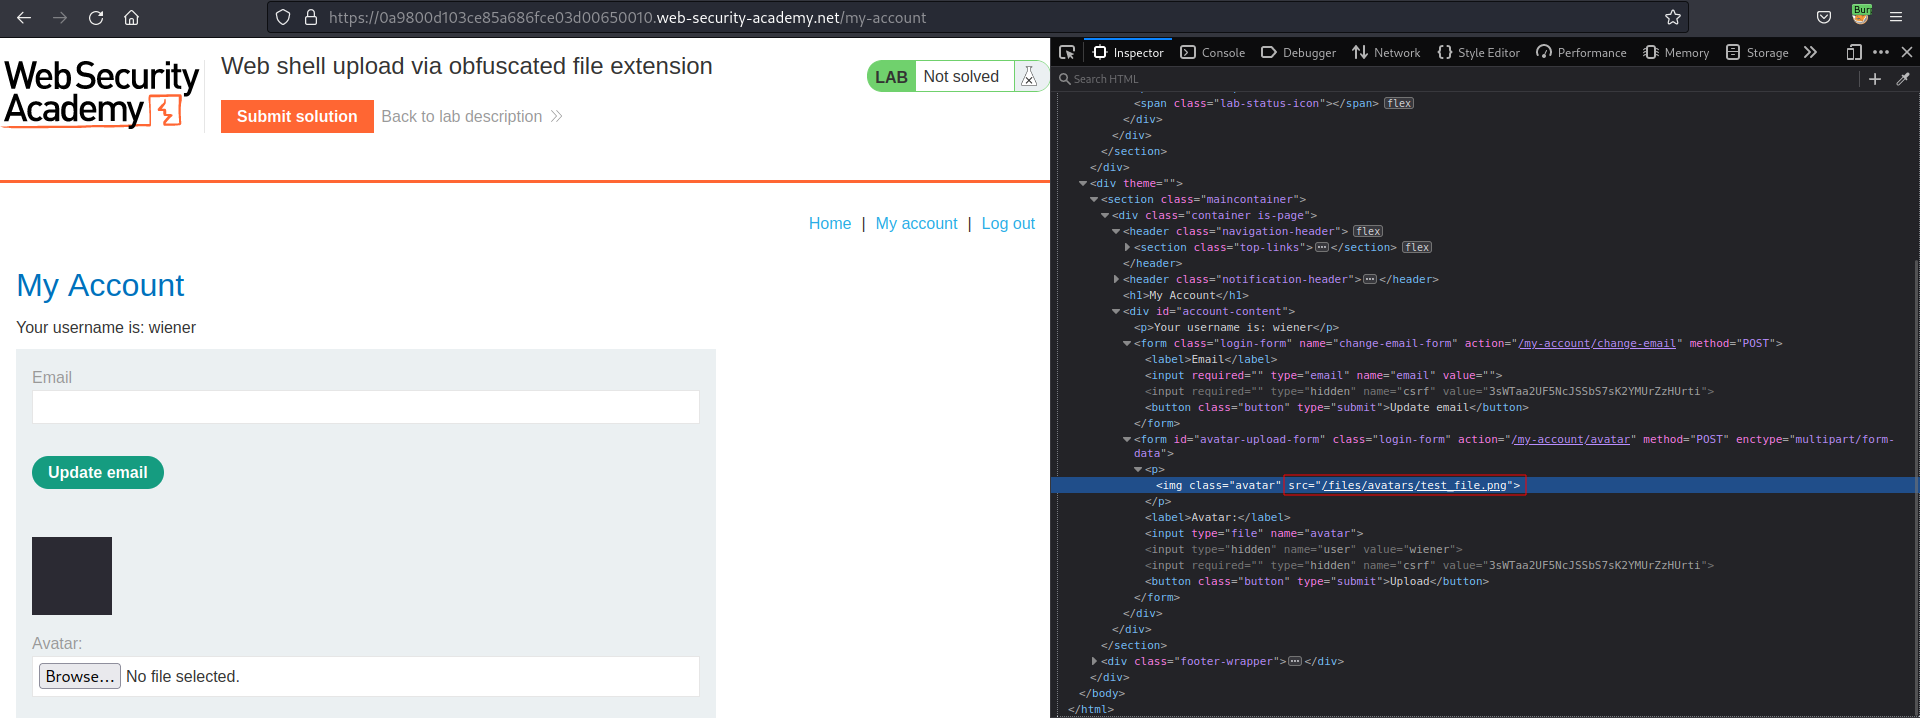 https://0a9800d103ce85a686fce03d00650010.web-security-academy.net/my-account
Burp
WebSecurity
Academy
Web shell upload via obfuscated file extension
Submit solution
Back to lab description
LAB
Not solved
Home | My account | Log out
My Account
Your username is: wiener
Email
Update email
Avatar:
Browse… No file selected.
Inspector Console Debugger Network Style Editor Performance Memory Storage
Search HTML
<span class="lab-status-icon"></span> flex
</div>
</div>
</section>
</div>
<div theme="">
<section class="maincontainer">
<div class="container is-page">
<header class="navigation-header"> flex
<section class="top-links"></section> flex
</header>
<header class="notification-header"></header>
<h1>My Account</h1>
<div id="account-content">
<p>Your username is: wiener</p>
<form class="login-form" name="change-email-form" action="/my-account/change-email" method="POST">
<label>Email</label>
<input required="" type="email" name="email" value="">
<input required="" type="hidden" name="csrf" value="3sWTaa2UF5NcJSSbS7sK2YMUrZzHUrti">
<button class="button" type="submit">Update email</button>
</form>
<form id="avatar-upload-form" class="login-form" action="/my-account/avatar" method="POST" enctype="multipart/form-
data">
<p>
<img class="avatar" src="/files/avatars/test_file.png">
</p>
<label>Avatar:</label>
<input type="file" name="avatar">
<input type="hidden" name="user" value="wiener">
<input required="" type="hidden" name="csrf" value="3sWTaa2UF5NcJSSbS7sK2YMUrZzHUrti">
<button class="button" type="submit">Upload</button>
</form>
</div>
</div>
</section>
<div class="footer-wrapper"></div>
</div>
</body>
</html>